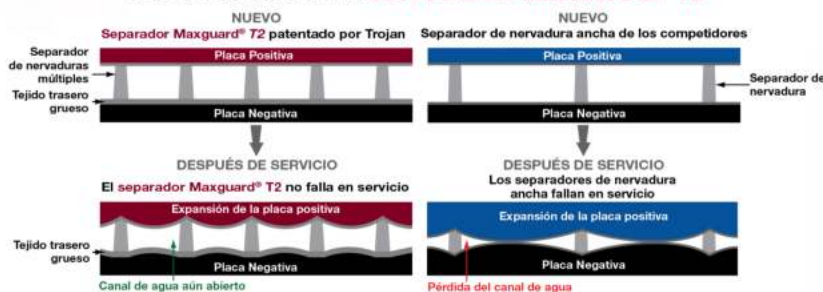 NUEVO
Separador Maxguard® T2 patentado por Trojan
Placa Positiva
Separador
de nervaduras
múltiples
Tejido trasero
grueso
Placa Negativa
NUEVO
Separador de nervadura ancha de los competidores
Placa Positiva
Separador de
nervadura
Placa Negativa
DESPUÉS DE SERVICIO
El separador Maxguard® T2 no falla en servicio
Expansión de la placa positiva
Tejido trasero
grueso
Placa Negativa
Canal de agua aún abierto
DESPUÉS DE SERVICIO
Los separadores de nervadura
ancha fallan en servicio
Expansión de la placa positiva
Placa Negativa
Pérdida del canal de agua